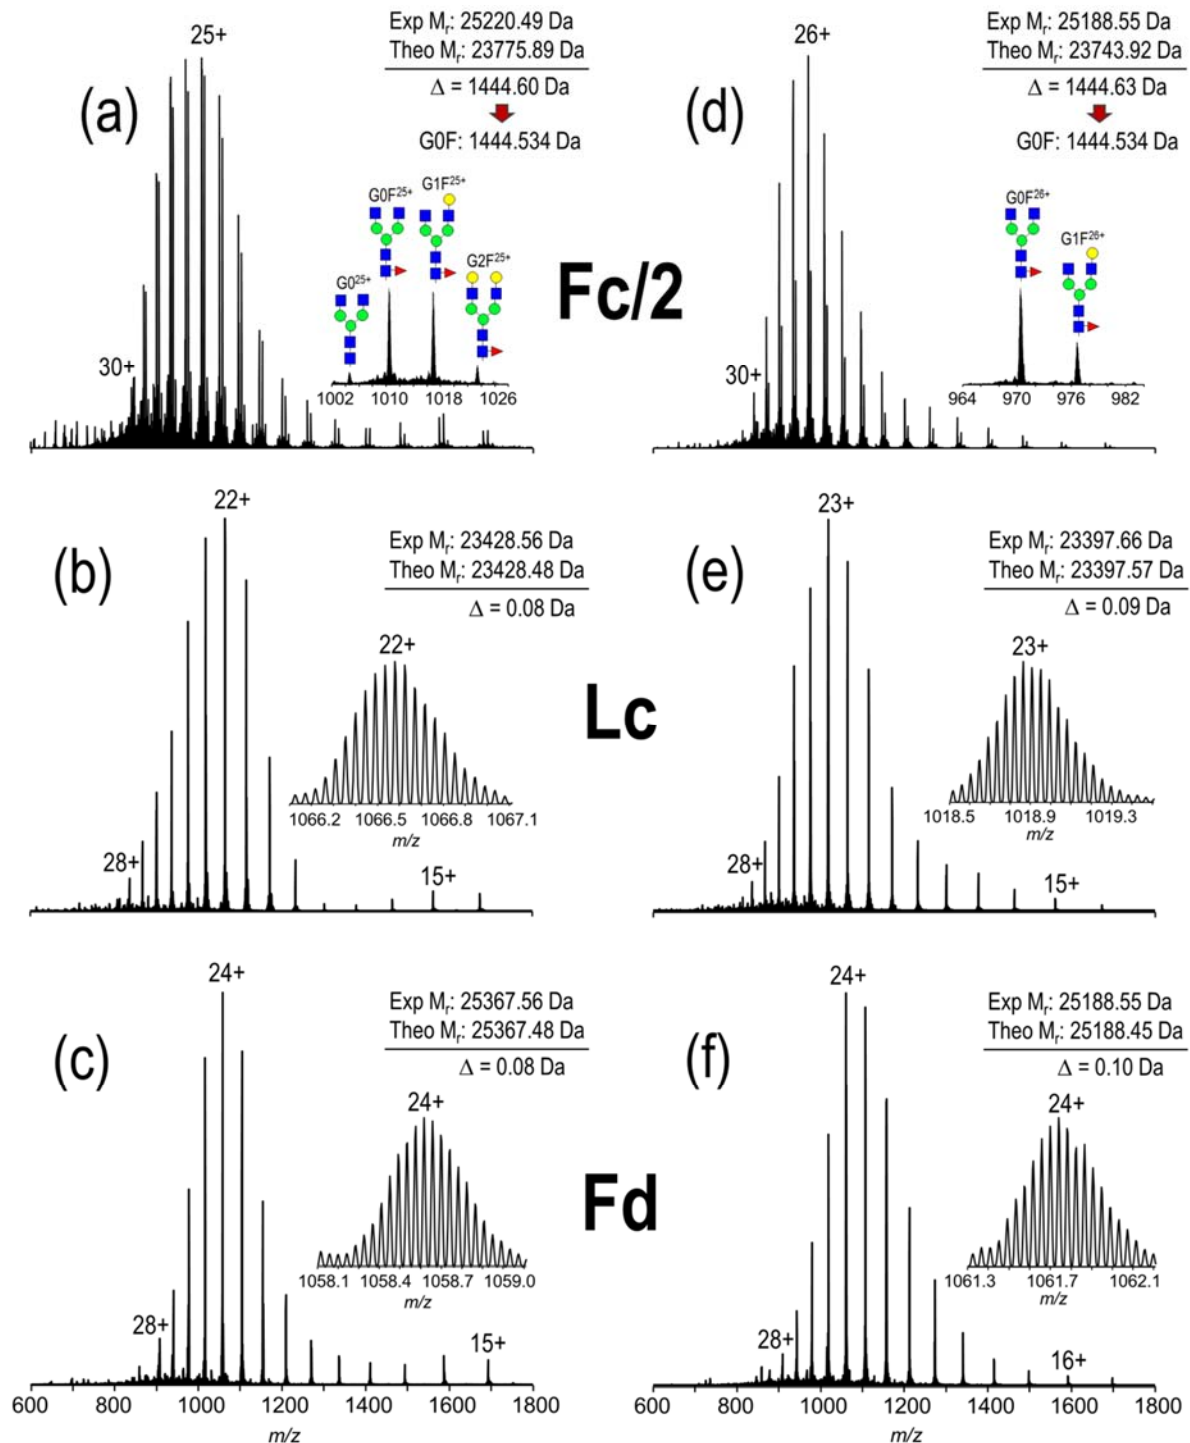 (a)
25+
30+
Exp Mr: 25220.49 Da
Theo Mr: 23775.89 Da
Δ = 1444.60 Da
G0F: 1444.534 Da
G0²⁵⁺
G0F²⁵⁺
G1F²⁵⁺
G2F²⁵⁺
1002 1010 1018 1026
Fc/2
(d)
26+
30+
Exp Mr: 25188.55 Da
Theo Mr: 23743.92 Da
Δ = 1444.63 Da
G0F: 1444.534 Da
G0F²⁶⁺
G1F²⁶⁺
964 970 976 982
(b)
22+
28+
15+
Exp Mr: 23428.56 Da
Theo Mr: 23428.48 Da
Δ = 0.08 Da
22+
1066.2 1066.5 1066.8 1067.1
m/z
Lc
(e)
23+
28+
15+
Exp Mr: 23397.66 Da
Theo Mr: 23397.57 Da
Δ = 0.09 Da
23+
1018.5 1018.9 1019.3
m/z
(c)
24+
28+
15+
Exp Mr: 25367.56 Da
Theo Mr: 25367.48 Da
Δ = 0.08 Da
24+
1058.1 1058.4 1058.7 1059.0
m/z
600 800 1000 1200 1400 1600 1800
m/z
Fd
(f)
24+
28+
16+
Exp Mr: 25188.55 Da
Theo Mr: 25188.45 Da
Δ = 0.10 Da
24+
1061.3 1061.7 1062.1
m/z
600 800 1000 1200 1400 1600 1800
m/z